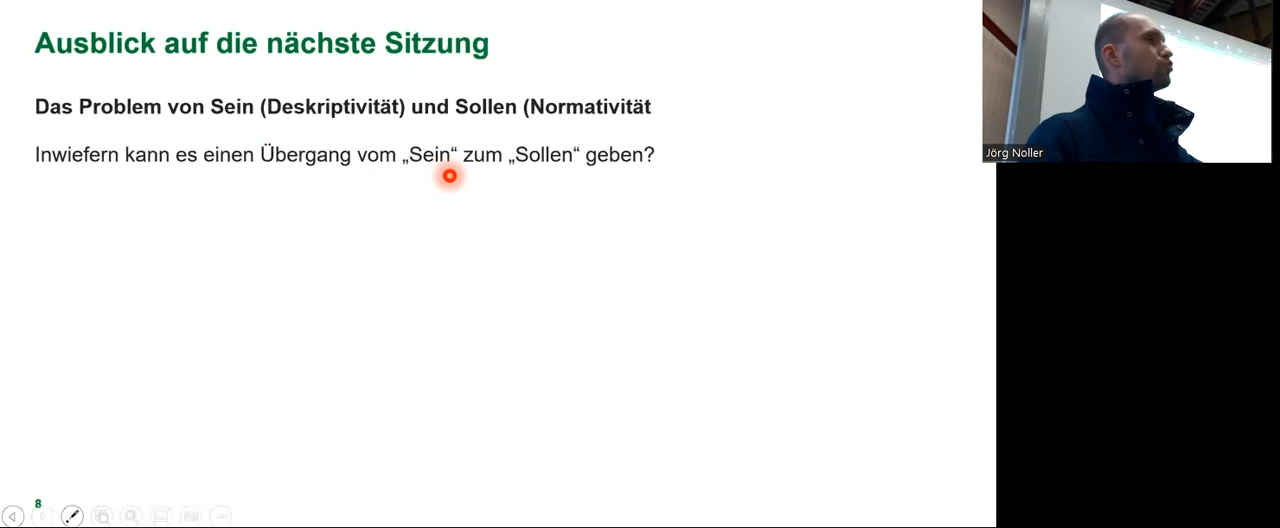 Ausblick auf die nächste Sitzung
Das Problem von Sein (Deskriptivität) und Sollen (Normativität
Inwiefern kann es einen Übergang vom „Sein“ zum „Sollen“ geben?
8
Jörg Noller